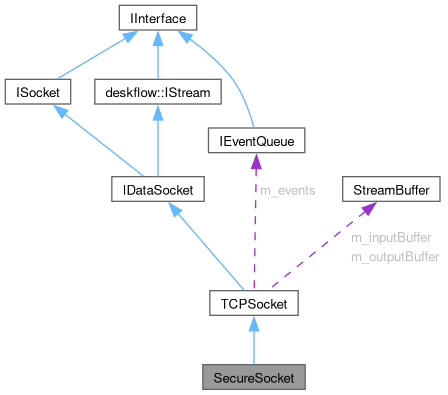 IInterface
ISocket
deskflow::IStream
IEventQueue
IDataSocket
m_events
StreamBuffer
m_inputBuffer
m_outputBuffer
TCPSocket
SecureSocket